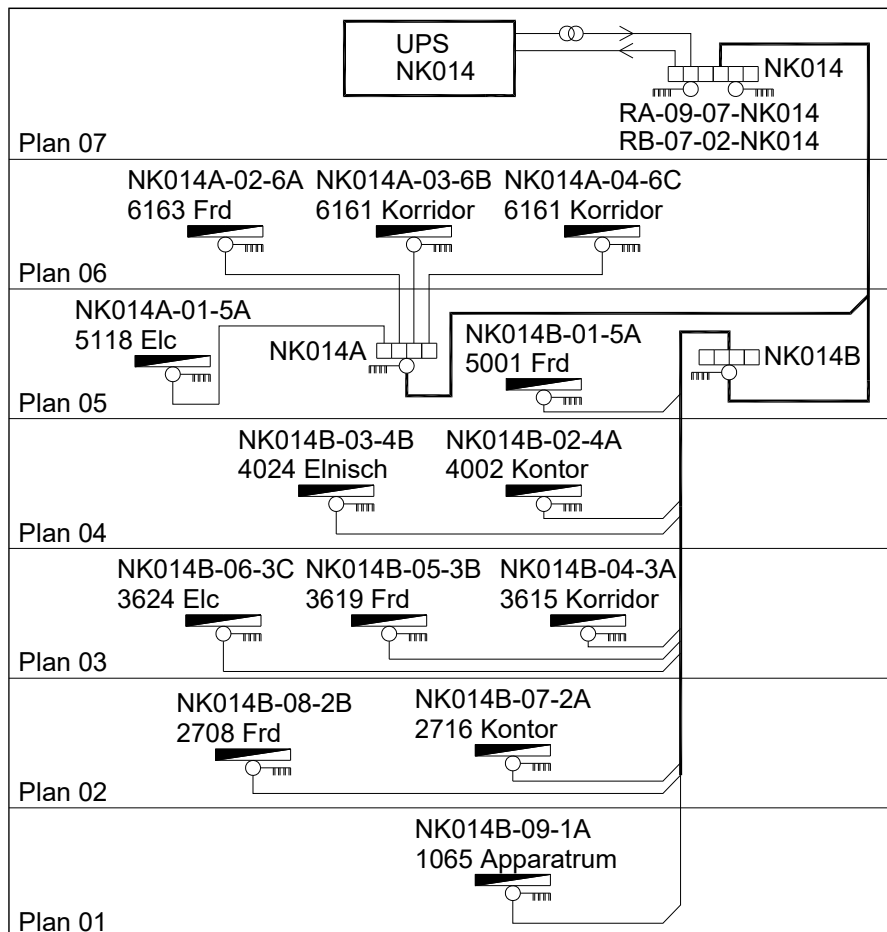 UPS
NK014
NK014
RA-09-07-NK014
RB-07-02-NK014
Plan 07
NK014A-02-6A
6163 Frd
NK014A-03-6B
6161 Korridor
NK014A-04-6C
6161 Korridor
Plan 06
NK014A-01-5A
5118 Elc
NK014A
NK014B-01-5A
5001 Frd
NK014B
Plan 05
NK014B-03-4B
4024 Elnisch
NK014B-02-4A
4002 Kontor
Plan 04
NK014B-06-3C
3624 Elc
NK014B-05-3B
3619 Frd
NK014B-04-3A
3615 Korridor
Plan 03
NK014B-08-2B
2708 Frd
NK014B-07-2A
2716 Kontor
Plan 02
NK014B-09-1A
1065 Apparatrum
Plan 01